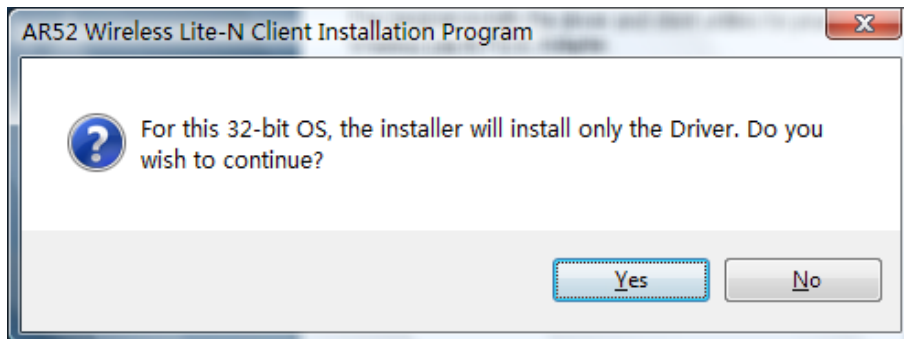 AR52 Wireless Lite-N Client Installation Program
For this 32-bit OS, the installer will install only the Driver. Do you
wish to continue?
Yes
No